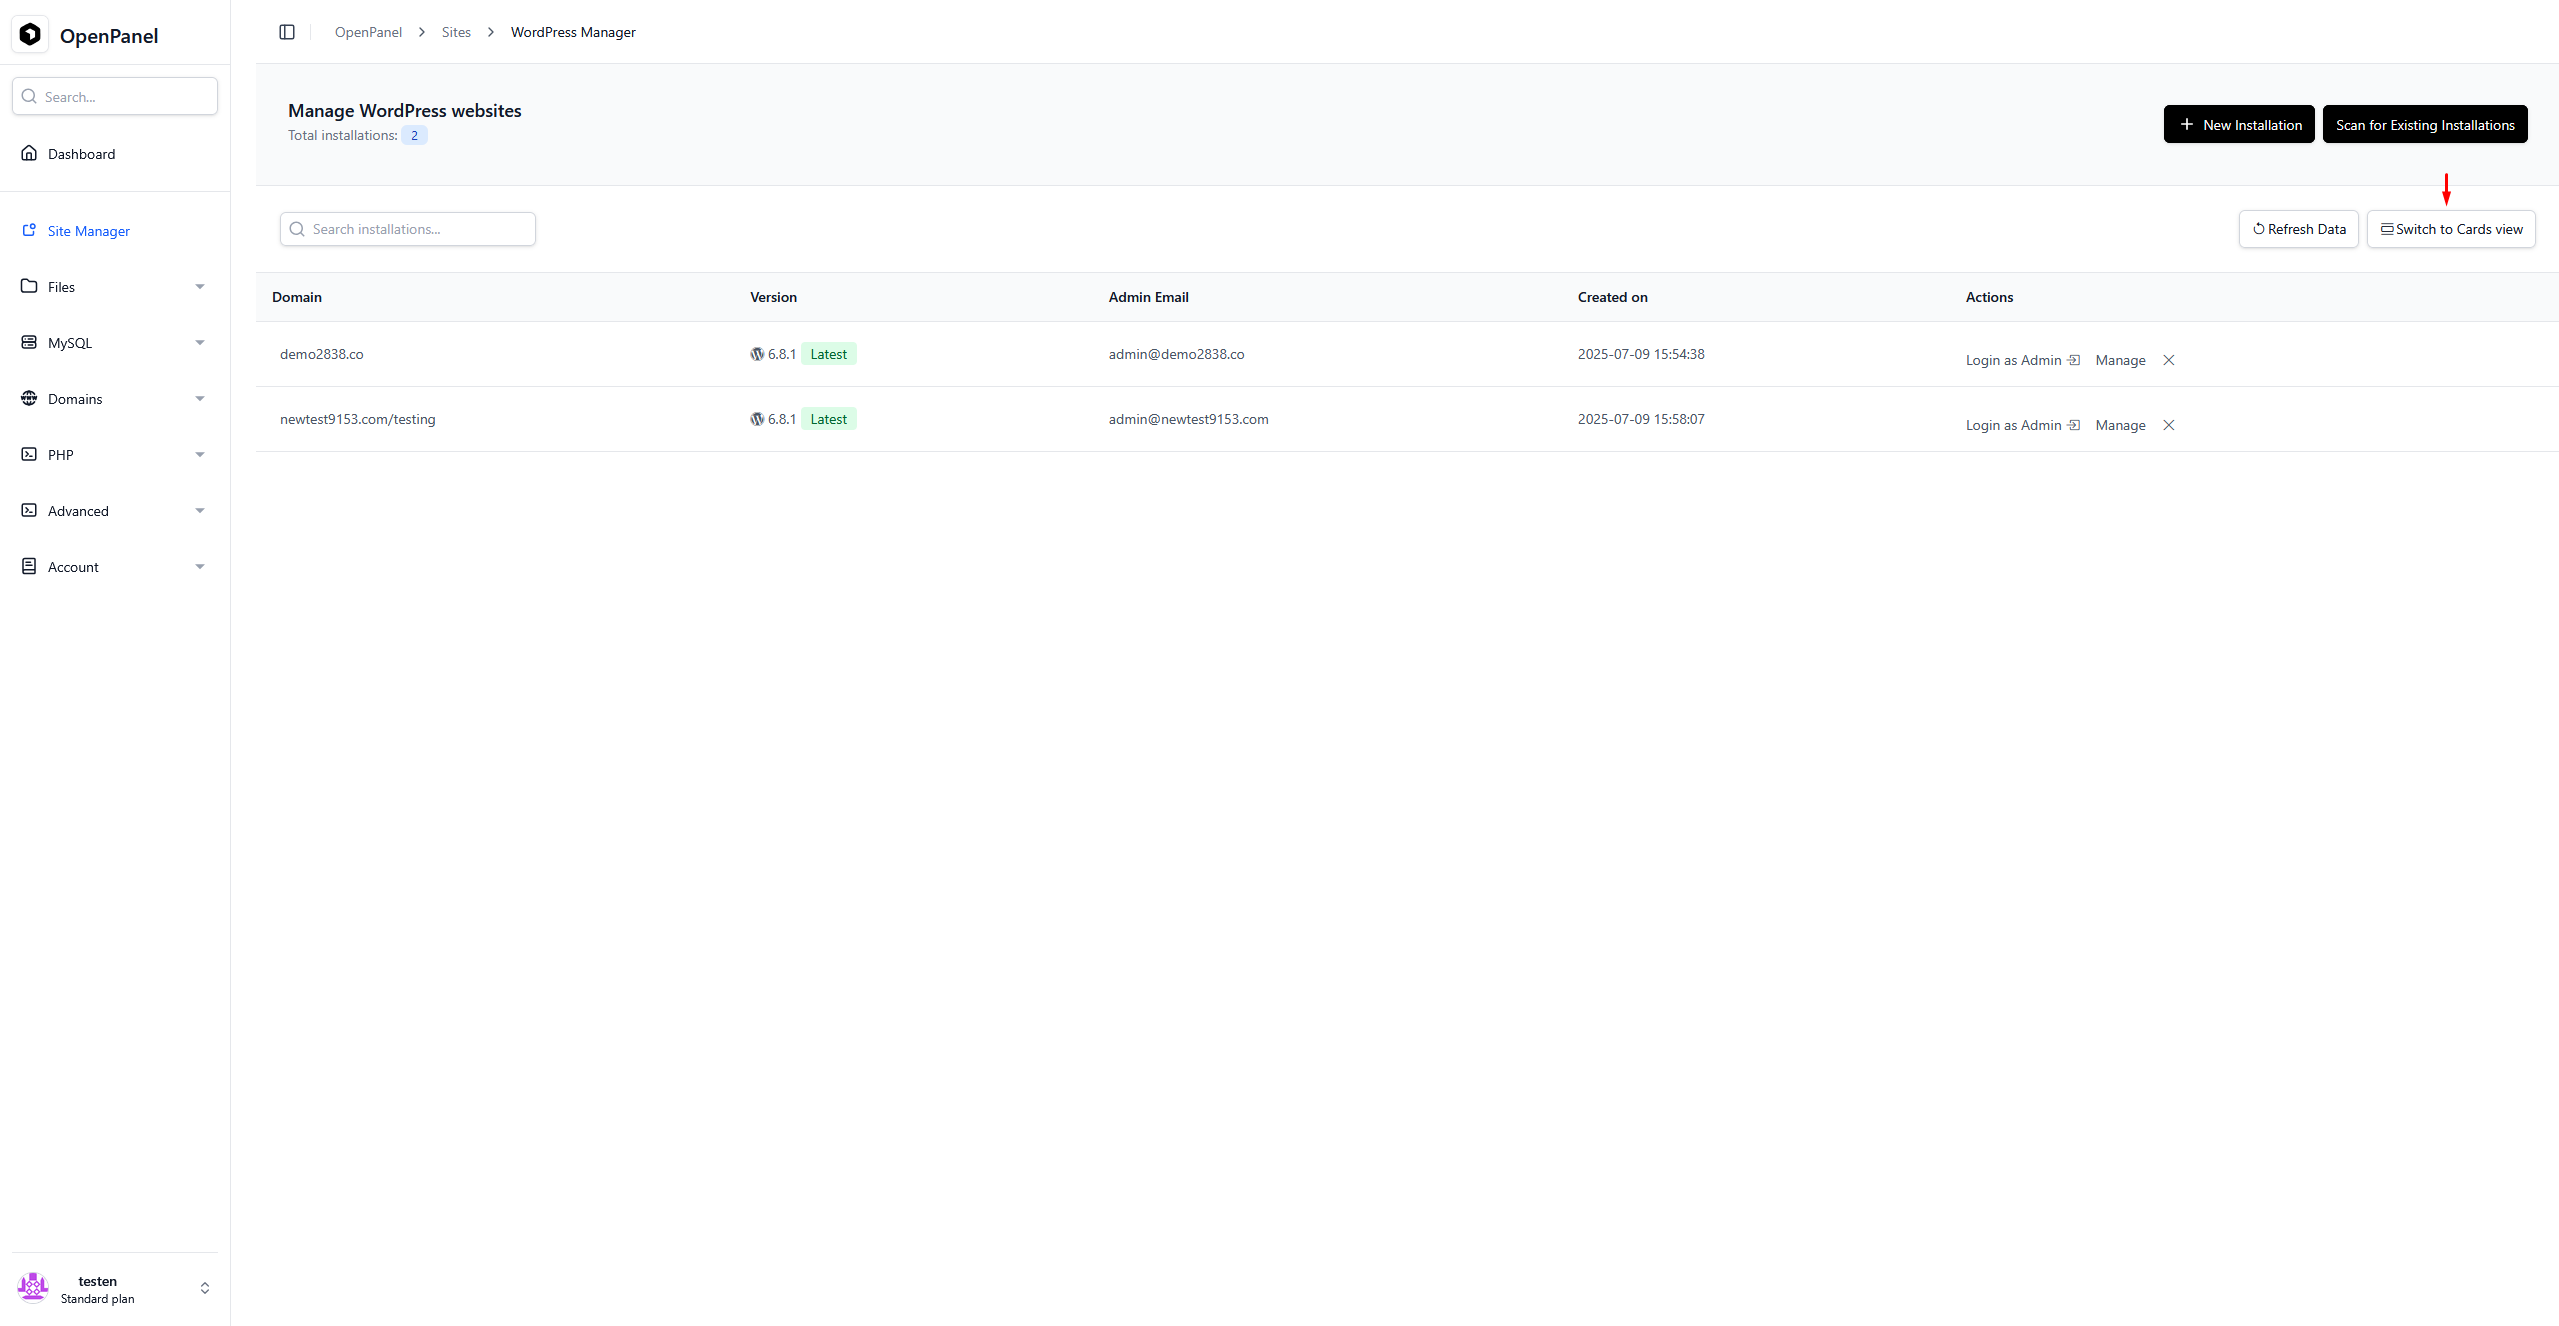 OpenPanel
Search...
Dashboard
Site Manager
Files
MySQL
Domains
PHP
Advanced
Account
testen
Standard plan
OpenPanel > Sites > WordPress Manager
Manage WordPress websites
Total installations: 2
+ New Installation
Scan for Existing Installations
Search installations...
Refresh Data
Switch to Cards view
Domain Version Admin Email Created on Actions
demo2838.co 6.8.1 Latest admin@demo2838.co 2025-07-09 15:54:38 Login as Admin Manage
newtest9153.com/testing 6.8.1 Latest admin@newtest9153.com 2025-07-09 15:58:07 Login as Admin Manage